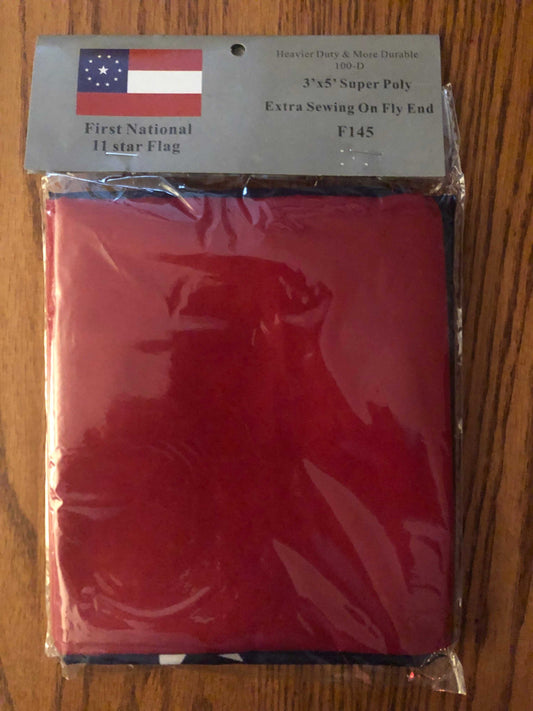 First National
11 star Flag
Heavier Duty & More Durable
100-D
3'x5' Super Poly
Extra Sewing On Fly End
F145